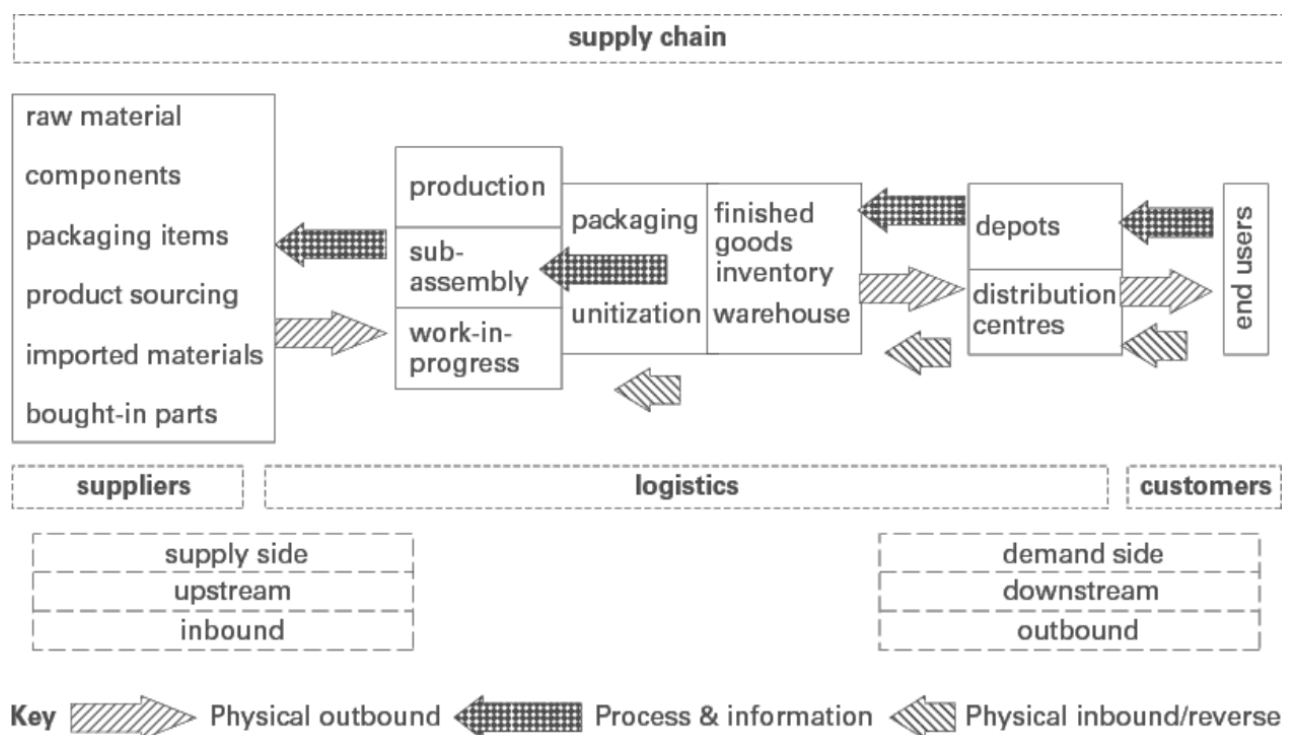 supply chain
raw material
components
packaging items
product sourcing
imported materials
bought-in parts
production
sub-
assembly
work-in-
progress
packaging
unitization
finished
goods
inventory
warehouse
depots
distribution
centres
end users
suppliers
logistics
customers
supply side
upstream
inbound
demand side
downstream
outbound
Key Physical outbound Process & information Physical inbound/reverse